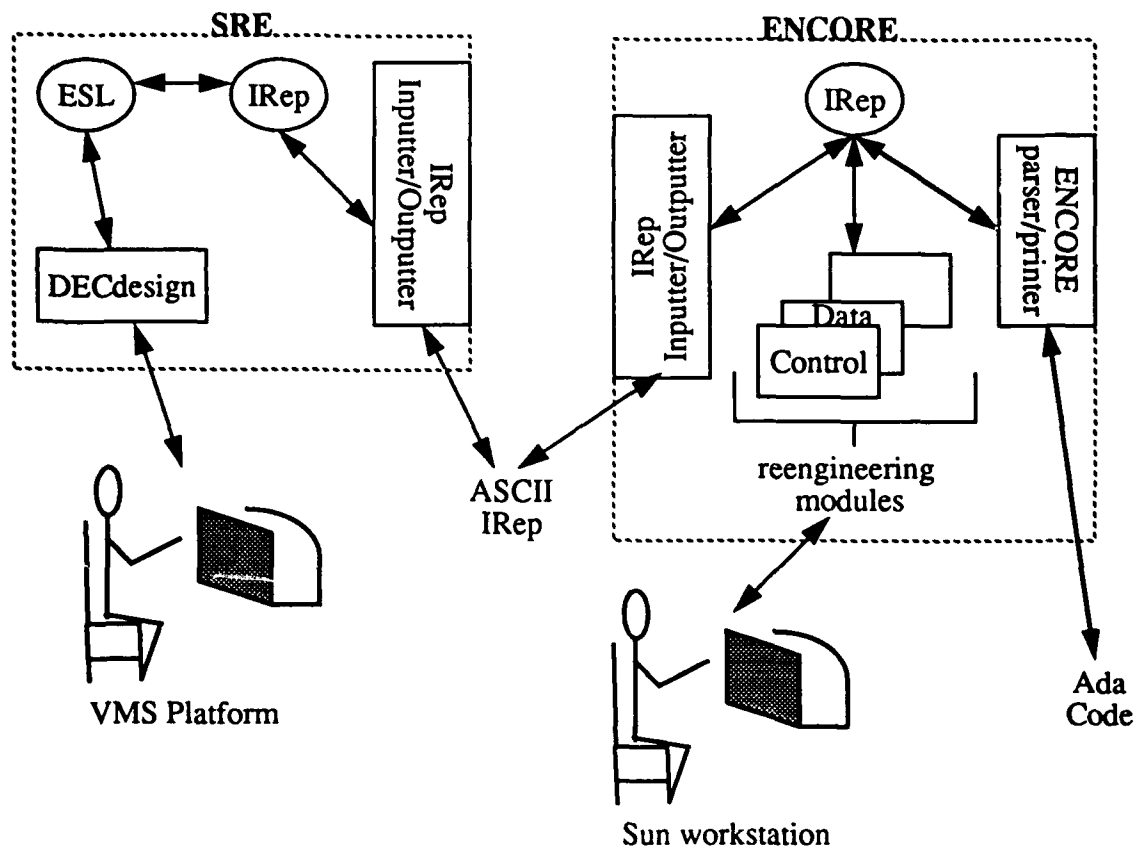 SRE
ESL
IRep
IRep
Inputter/Outputter
DECdesign
VMS Platform
ASCII
IRep
ENCORE
IRep
IRep
Inputter/Outputter
ENCORE
parser/printer
Data
Control
reengineering
modules
Sun workstation
Ada
Code